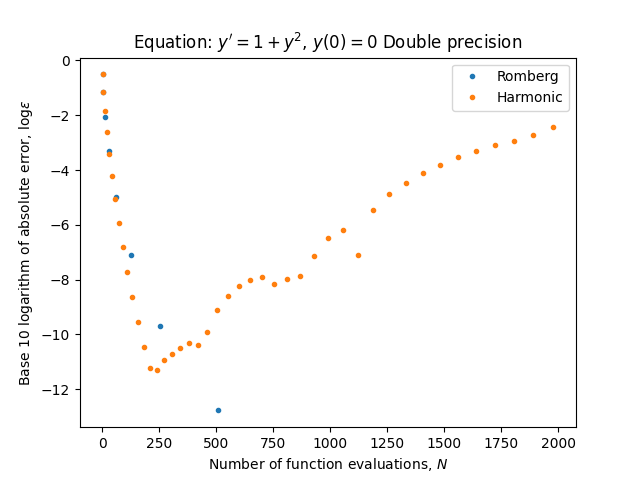 Equation: y′ = 1 + y², y(0) = 0 Double precision
Romberg
Harmonic
Base 10 logarithm of absolute error, logε
0
−2
−4
−6
−8
−10
−12
0 250 500 750 1000 1250 1500 1750 2000
Number of function evaluations, N